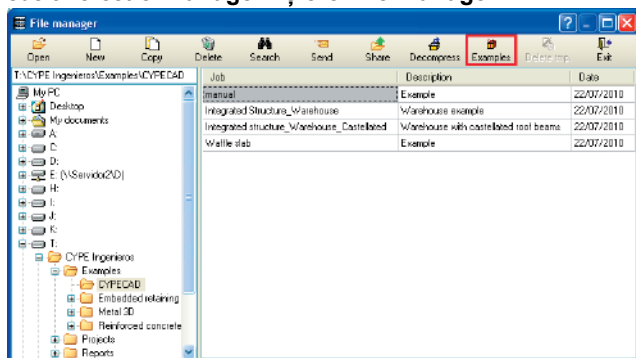 File manager
Open New Copy Delete Search Send Share Decompress Examples Delete tmp. Exit
T:\CYPE Ingenieros\Examples\CYPECAD
Job Description Date
manual Example 22/07/2010
Integrated Structure_Warehouse Warehouse example 22/07/2010
Integrated structure_Warehouse_Castellated Warehouse with castellated roof beams 22/07/2010
Waffle slab Example 22/07/2010
My PC
Desktop
My documents
A:
C:
D:
E: (\\Servidor2\D)
H:
I:
J:
K:
T:
CYPE Ingenieros
Examples
CYPECAD
Embedded retaining
Metal 3D
Reinforced concrete
Projects
Reports